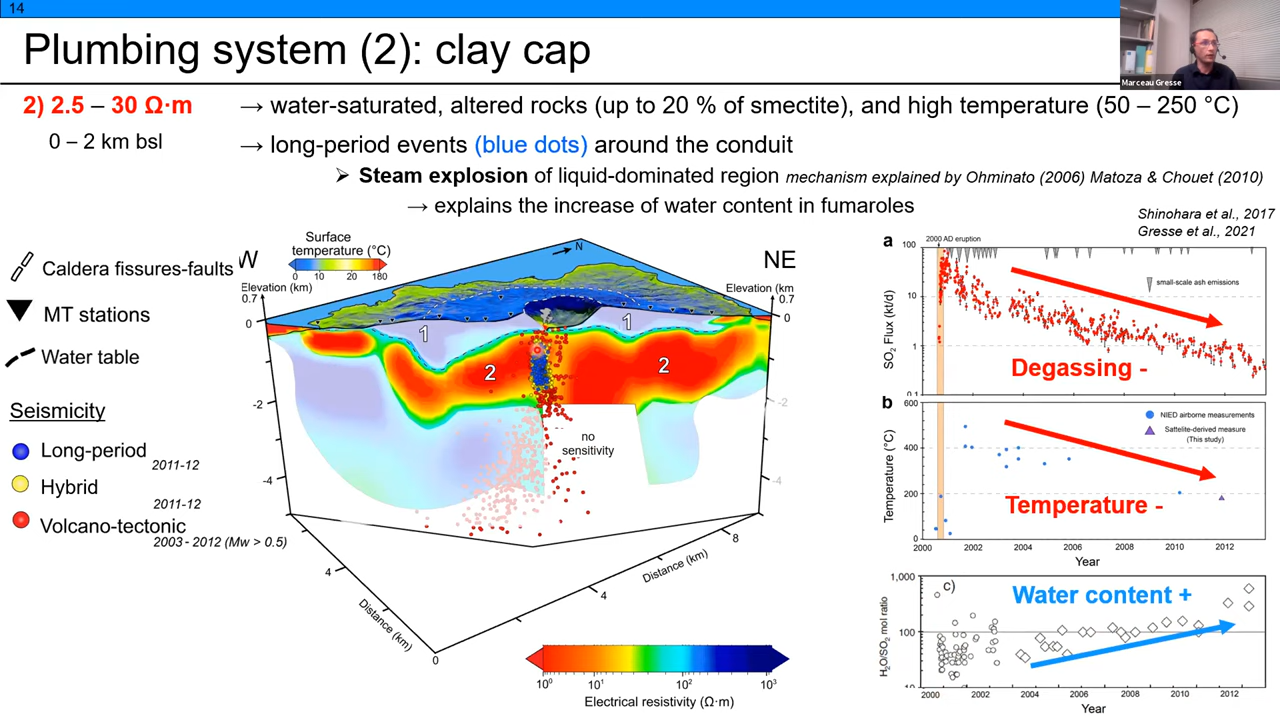 14
Plumbing system (2): clay cap
Marceau Gresse
2) 2.5 – 30 Ω·m → water-saturated, altered rocks (up to 20 % of smectite), and high temperature (50 – 250 °C)
0 – 2 km bsl → long-period events (blue dots) around the conduit
➢ Steam explosion of liquid-dominated region mechanism explained by Ohminato (2006) Matoza & Chouet (2010)
→ explains the increase of water content in fumaroles
Shinohara et al., 2017
Gresse et al., 2021
Caldera fissures-faults
MT stations
Water table
Seismicity
Long-period
2011-12
Hybrid
2011-12
Volcano-tectonic
2003 - 2012 (Mw > 0.5)
W
Surface
temperature (°C)
0 10 20 180
N
NE
Elevation (km)
0.7
0
-2
-4
Elevation (km)
0.7
0
-2
-4
1
1
2
2
no
sensitivity
4
Distance (km)
0
4
8
Distance (km)
10⁰ 10¹ 10² 10³
Electrical resistivity (Ω·m)
a
2000 AD eruption
small-scale ash emissions
100
10
1
0.1
SO₂ Flux (kt/d)
Degassing -
b
600
400
200
0
Temperature (°C)
NIED airborne measurements
Sattelite-derived measure
(This study)
Temperature -
2000 2002 2004 2006 2008 2010 2012
Year
c)
1,000
100
10
H₂O/SO₂ mol ratio
Water content +
2000 2002 2004 2006 2008 2010 2012
Year